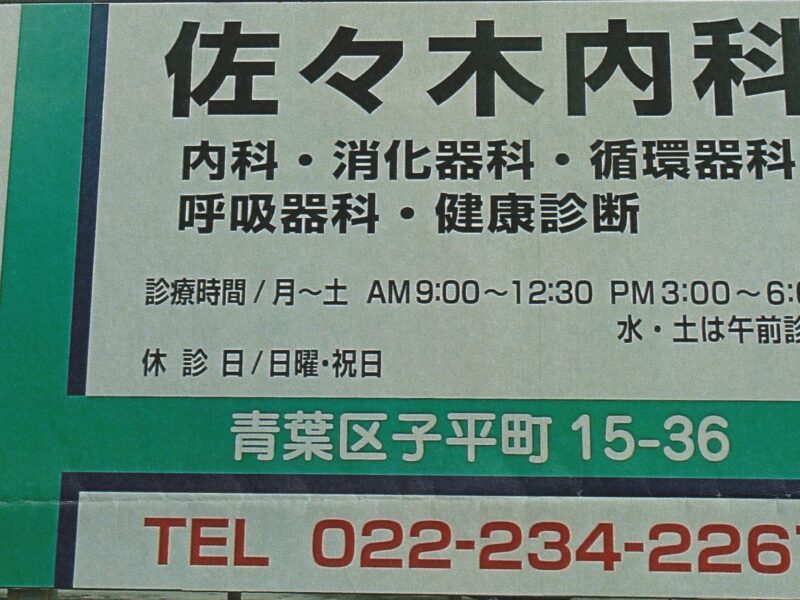 佐々木内科
内科・消化器科・循環器科
呼吸器科・健康診断
診療時間/月〜土 AM9:00〜12:30 PM3:00〜6:
水・土は午前診
休診日/日曜・祝日
青葉区子平町 15-36
TEL 022-234-226